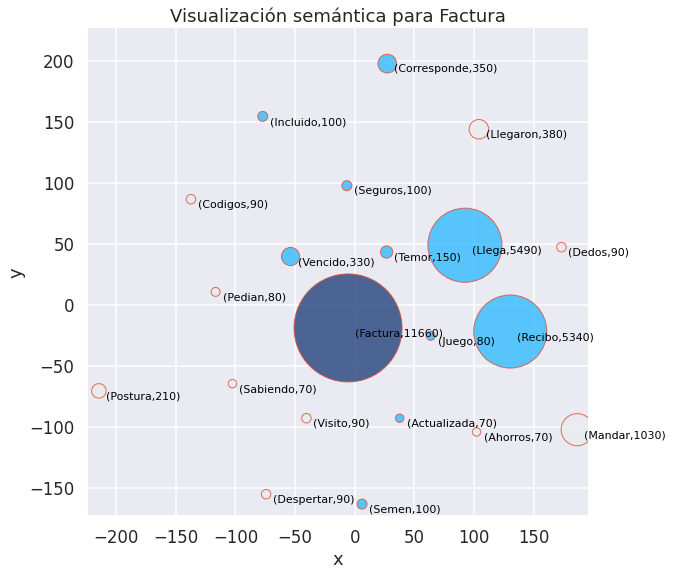 Visualización semántica para Factura
y
200
150
100
50
0
−50
−100
−150
(Corresponde,350)
(Llegaron,380)
(Incluido,100)
(Seguros,100)
(Codigos,90)
(Llega,5490)
(Dedos,90)
(Temor,150)
(Vencido,330)
(Pedian,80)
(Factura,11660)
(Juego,80)
(Recibo,5340)
(Sabiendo,70)
(Postura,210)
(Visito,90)
(Actualizada,70)
(Ahorros,70)
(Mandar,1030)
(Despertar,90)
(Semen,100)
−200 −150 −100 −50 0 50 100 150
x